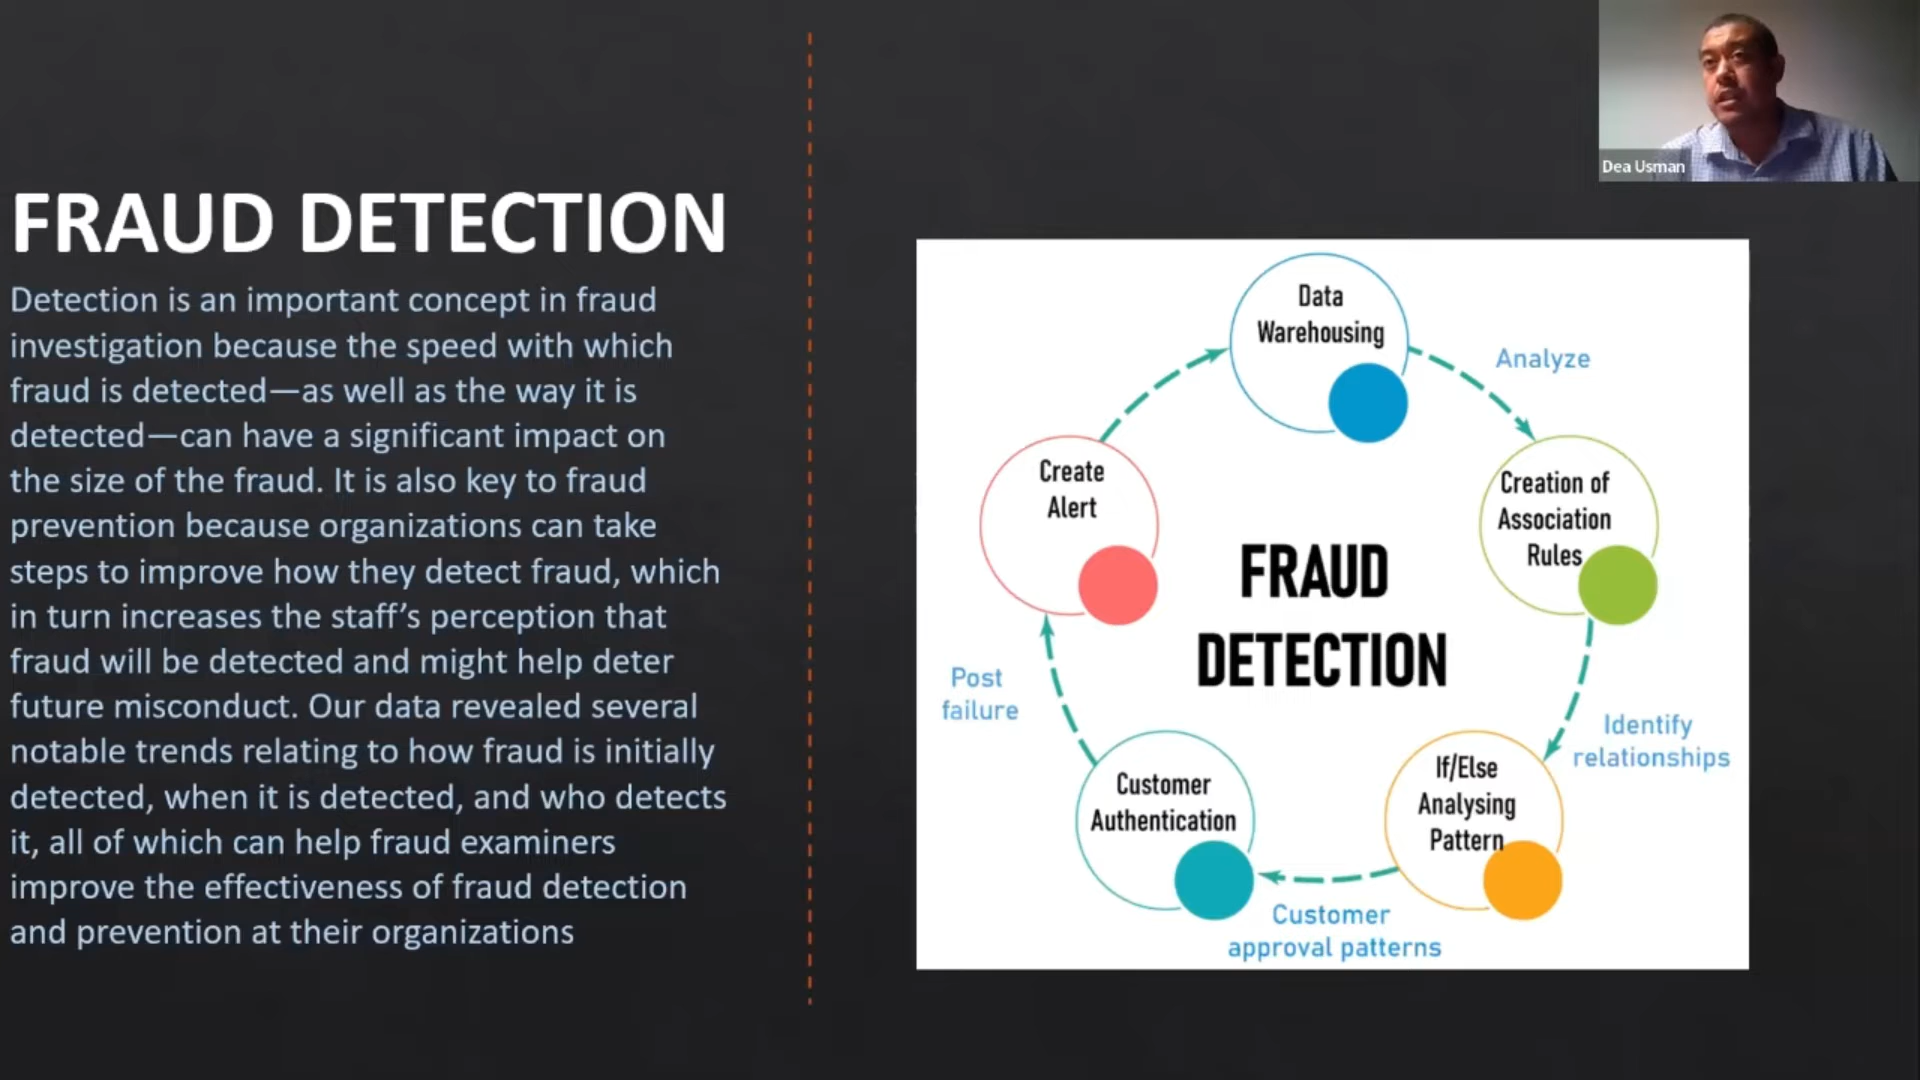 Dea Usman
FRAUD DETECTION
Detection is an important concept in fraud
investigation because the speed with which
fraud is detected—as well as the way it is
detected—can have a significant impact on
the size of the fraud. It is also key to fraud
prevention because organizations can take
steps to improve how they detect fraud, which
in turn increases the staff’s perception that
fraud will be detected and might help deter
future misconduct. Our data revealed several
notable trends relating to how fraud is initially
detected, when it is detected, and who detects
it, all of which can help fraud examiners
improve the effectiveness of fraud detection
and prevention at their organizations
Data
Warehousing
Analyze
Creation of
Association
Rules
Identify
relationships
If/Else
Analysing
Pattern
Customer
approval patterns
Customer
Authentication
Post
failure
Create
Alert
FRAUD
DETECTION